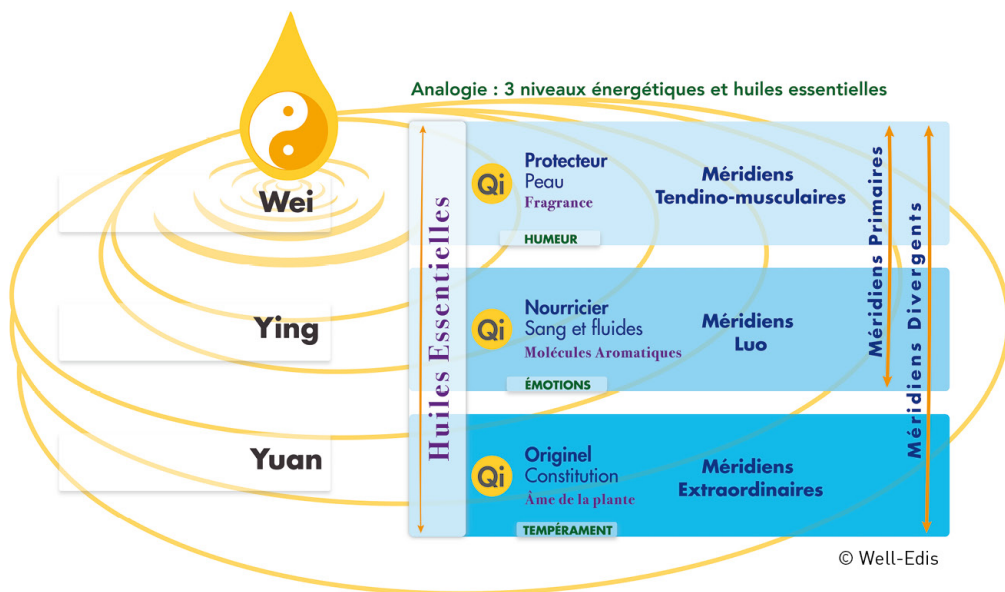 Analogie : 3 niveaux énergétiques et huiles essentielles
Wei
Qi
Protecteur
Peau
Fragrance
HUMEUR
Méridiens
Tendino-musculaires
Ying
Qi
Nourricier
Sang et fluides
Molécules Aromatiques
ÉMOTIONS
Méridiens
Luo
Yuan
Qi
Originel
Constitution
Âme de la plante
TEMPÉRAMENT
Méridiens
Extraordinaires
Huiles Essentielles
Méridiens Primaires
Méridiens Divergents
© Well-Edis